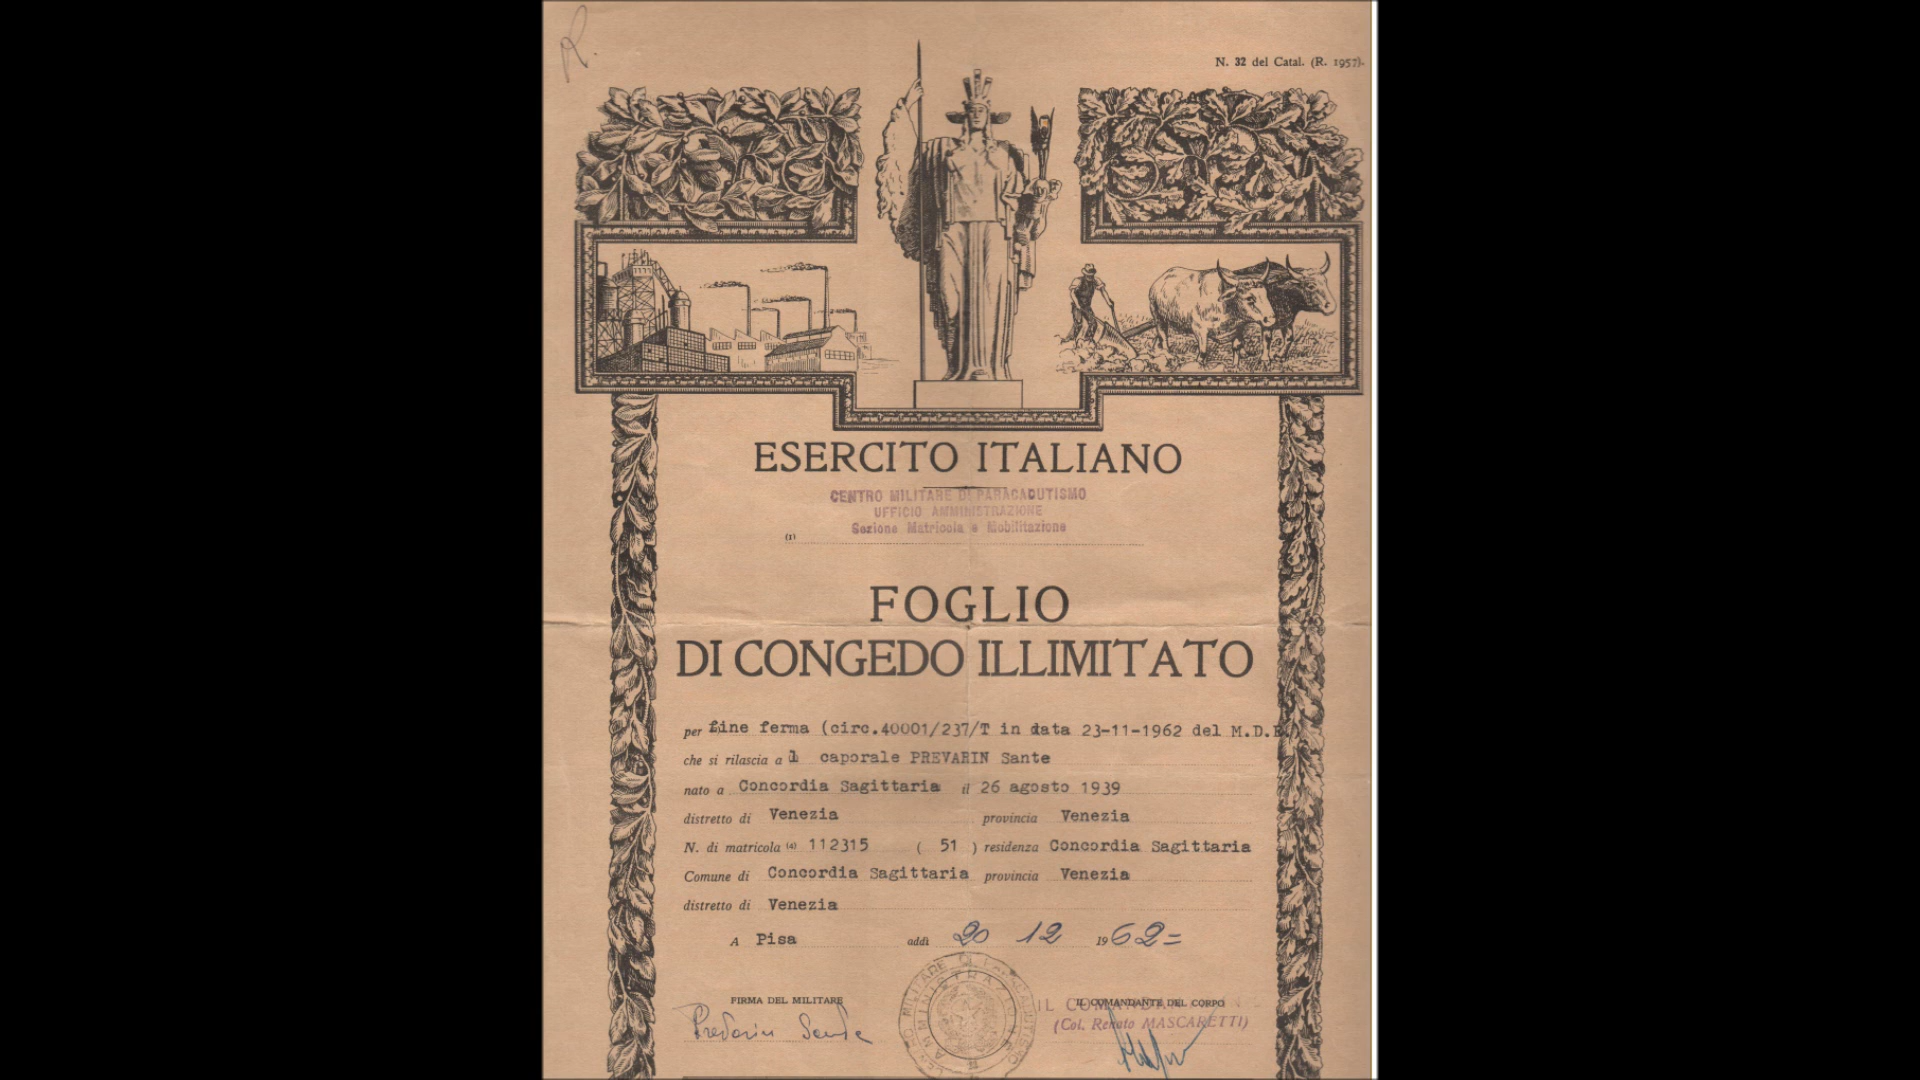 R.
N. 32 del Catal. (R. 1957).
ESERCITO ITALIANO
CENTRO MILITARE DI PARACADUTISMO
UFFICIO AMMINISTRAZIONE
Sezione Matricola e Mobilitazione
(1)
FOGLIO
DI CONGEDO ILLIMITATO
per fine ferma (circ.40001/237/T in data 23-11-1962 del M.D.E.)
che si rilascia a l caporale PREVARIN Sante
nato a Concordia Sagittaria il 26 agosto 1939
distretto di Venezia provincia Venezia
N. di matricola (4) 112315 ( 51 ) residenza Concordia Sagittaria
Comune di Concordia Sagittaria provincia Venezia
distretto di Venezia
A Pisa addì 20 12 1962=
FIRMA DEL MILITARE IL COMANDANTE DEL CORPO
Prevarin Sante
IL COMANDAN
(Col. Renato MASCARETTI)
AMMINISTRAZIONE